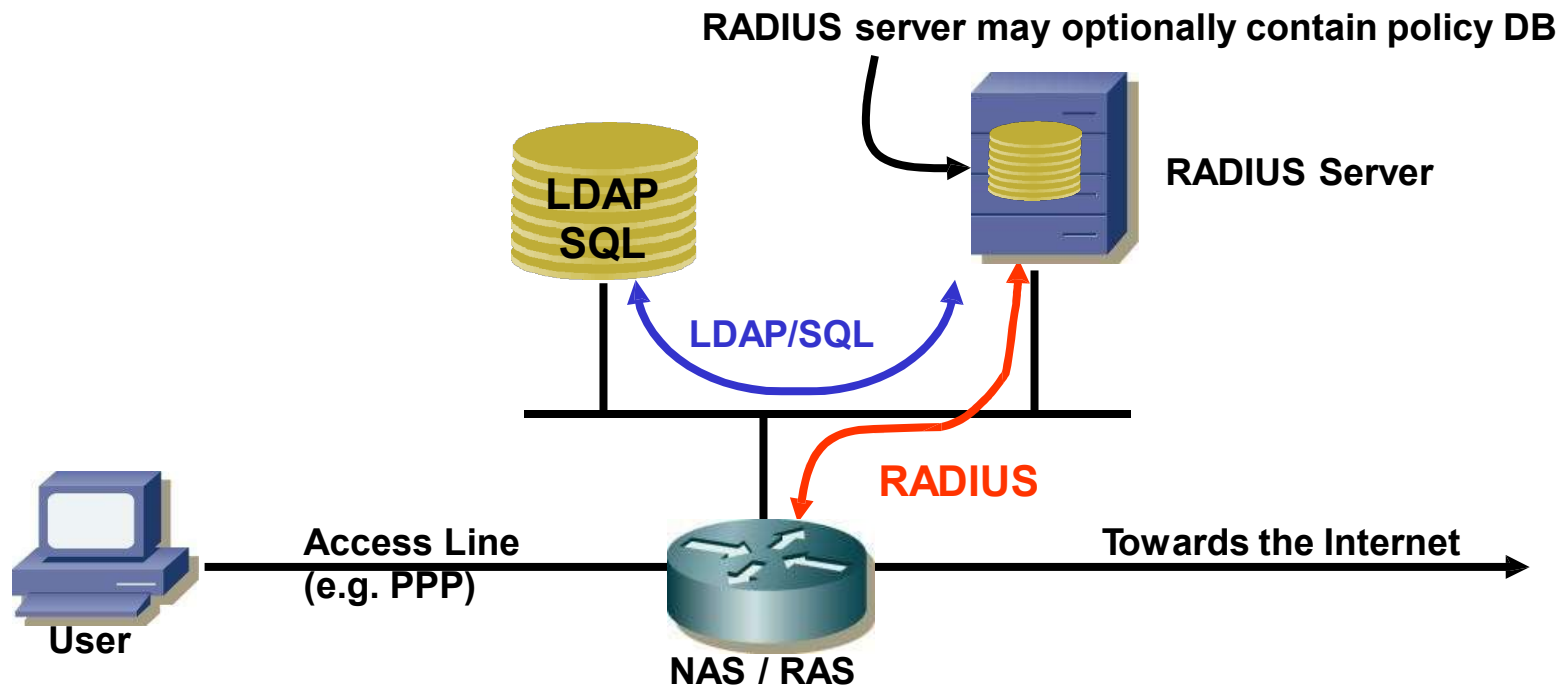 RADIUS server may optionally contain policy DB
LDAP
SQL
RADIUS Server
LDAP/SQL
RADIUS
Access Line
(e.g. PPP)
Towards the Internet
User
NAS / RAS